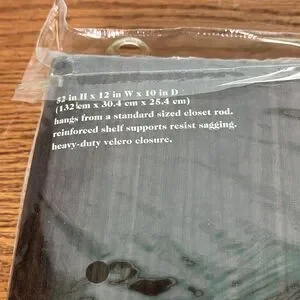 52 in H x 12 in W x 10 in D
(132 cm x 30.4 cm x 25.4 cm)
hangs from a standard sized closet rod.
reinforced shelf supports resist sagging.
heavy-duty velcro closure.